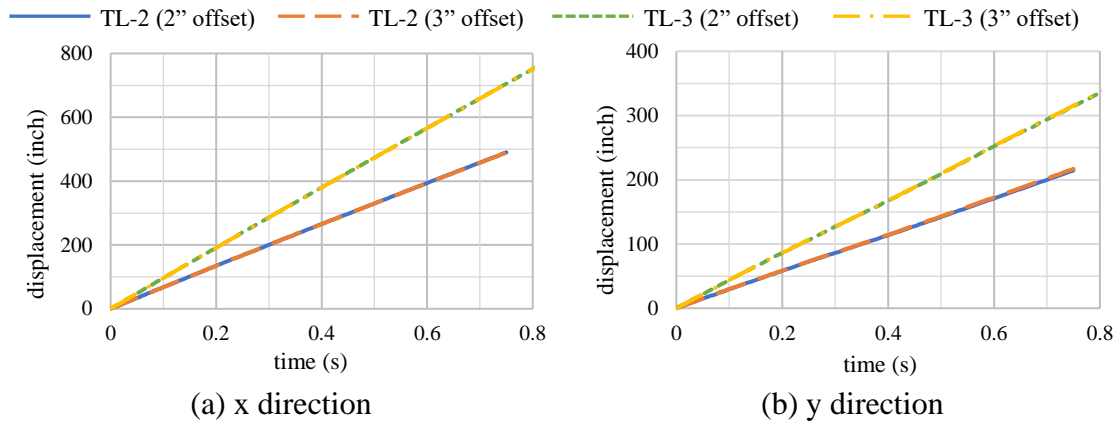 TL-2 (2” offset) TL-2 (3” offset) TL-3 (2” offset) TL-3 (3” offset)
displacement (inch)
800
600
400
200
0
0 0.2 0.4 0.6 0.8
time (s)
(a) x direction
displacement (inch)
400
300
200
100
0
0 0.2 0.4 0.6 0.8
time (s)
(b) y direction